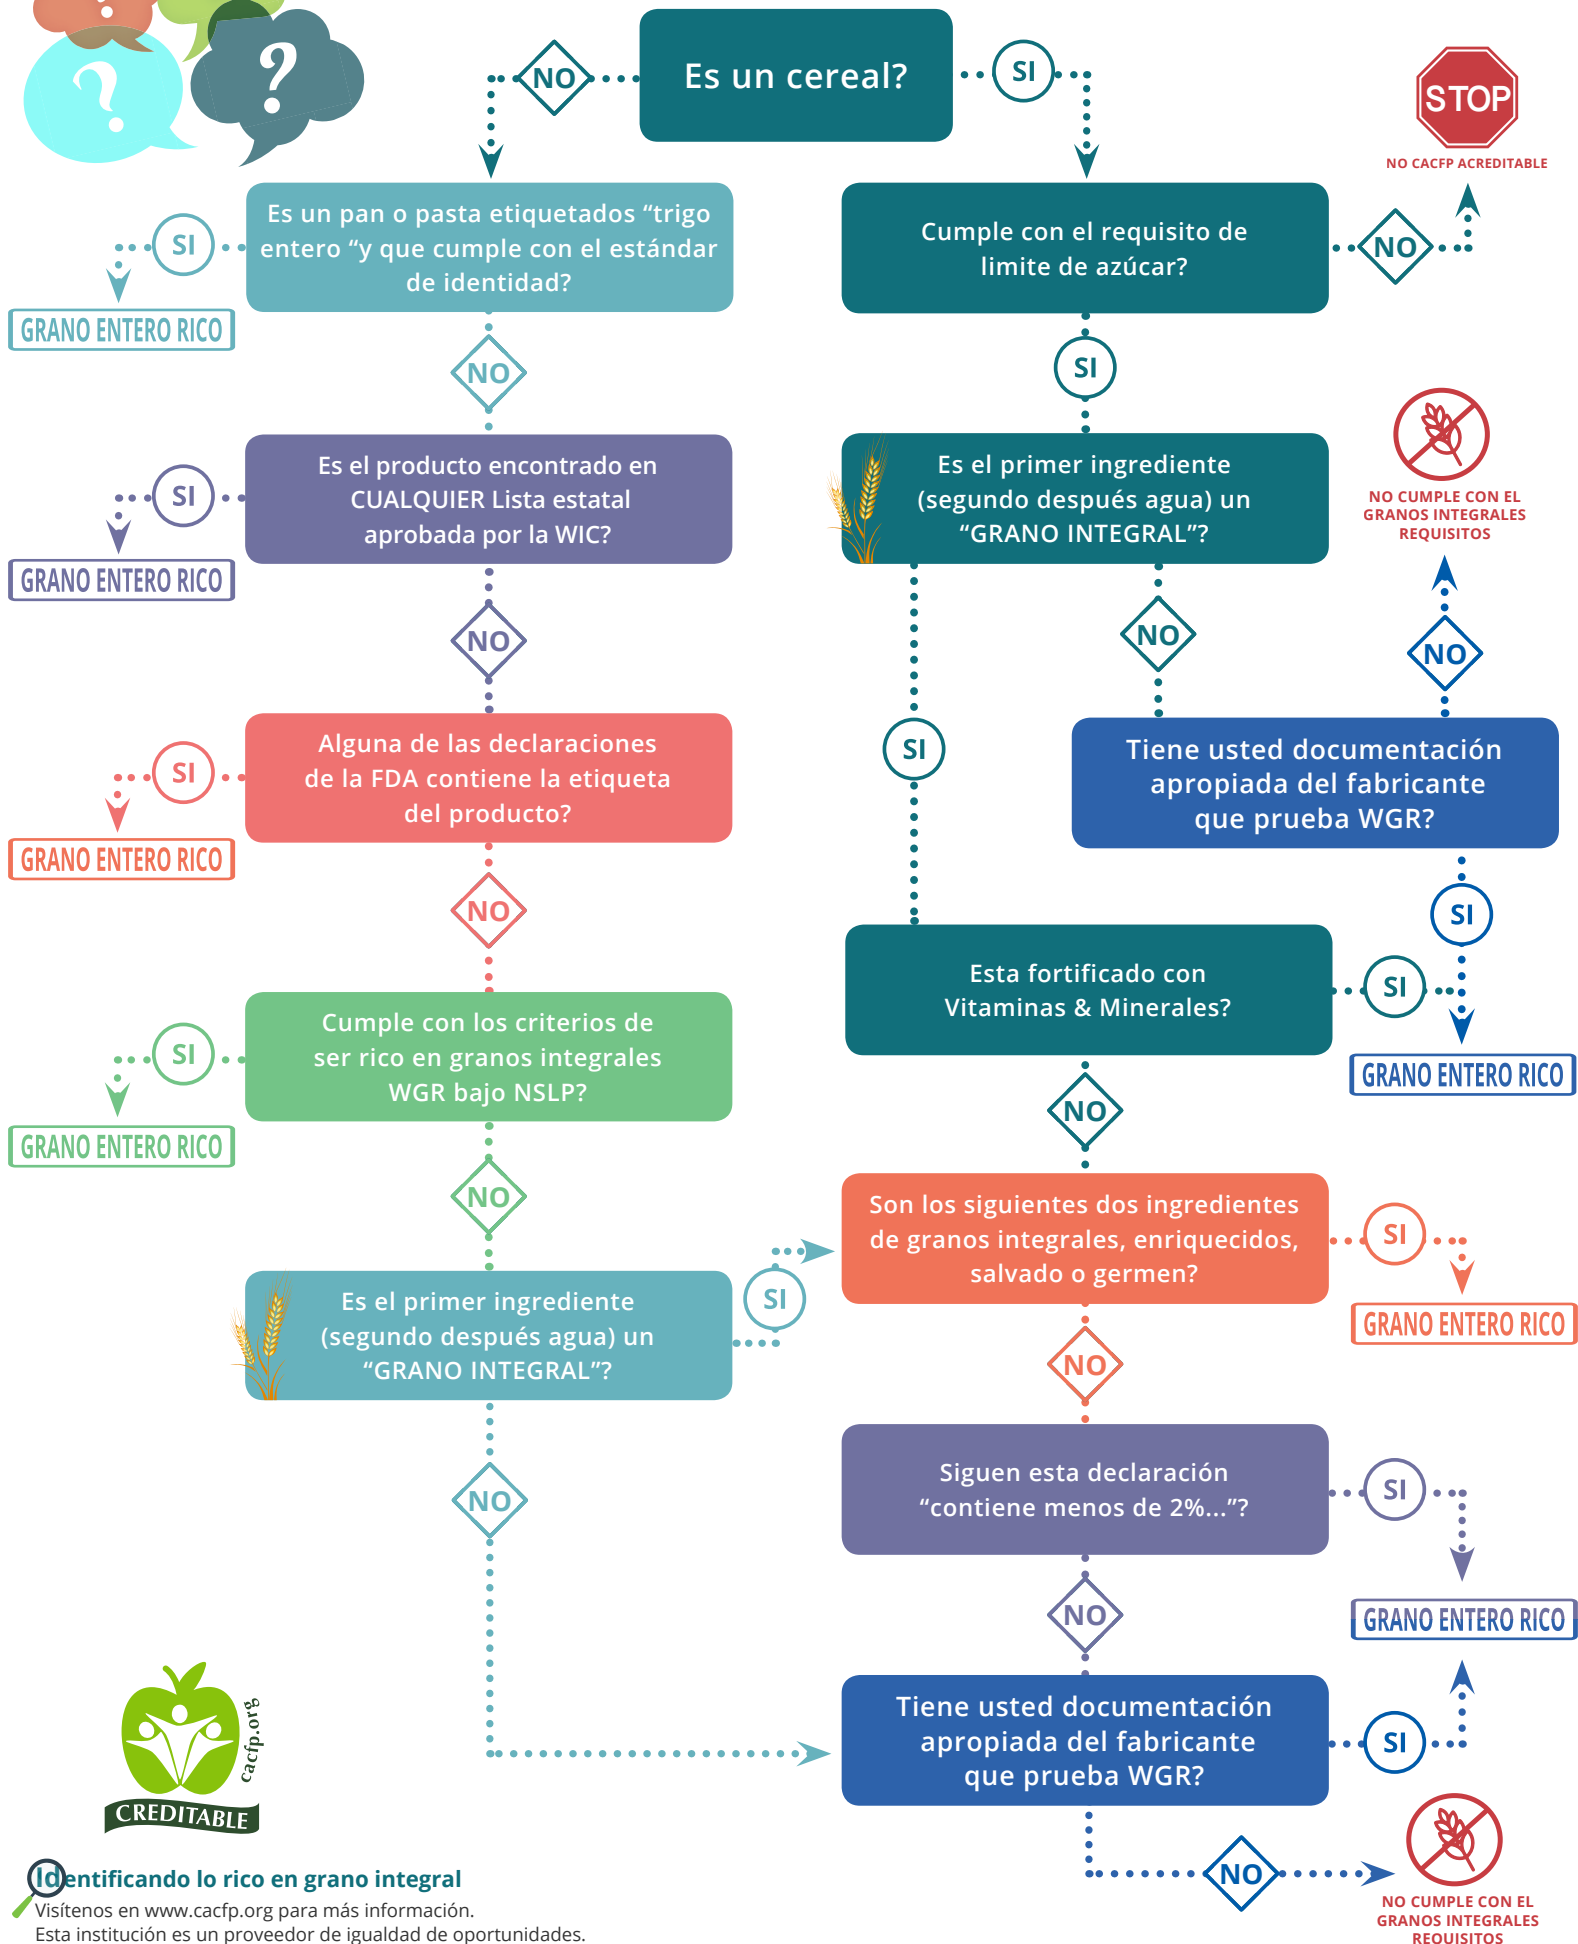 ?
?
?
Es un cereal?
NO
SI
STOP
NO CACFP ACREDITABLE
Es un pan o pasta etiquetados “trigo
entero “y que cumple con el estándar
de identidad?
SI
GRANO ENTERO RICO
NO
Cumple con el requisito de
limite de azúcar?
NO
SI
Es el producto encontrado en
CUALQUIER Lista estatal
aprobada por la WIC?
SI
GRANO ENTERO RICO
NO
Es el primer ingrediente
(segundo después agua) un
“GRANO INTEGRAL”?
NO
SI
NO CUMPLE CON EL
GRANOS INTEGRALES
REQUISITOS
NO
Alguna de las declaraciones
de la FDA contiene la etiqueta
del producto?
SI
GRANO ENTERO RICO
NO
Tiene usted documentación
apropiada del fabricante
que prueba WGR?
SI
Cumple con los criterios de
ser rico en granos integrales
WGR bajo NSLP?
SI
GRANO ENTERO RICO
NO
Esta fortificado con
Vitaminas & Minerales?
SI
GRANO ENTERO RICO
NO
Es el primer ingrediente
(segundo después agua) un
“GRANO INTEGRAL”?
SI
NO
Son los siguientes dos ingredientes
de granos integrales, enriquecidos,
salvado o germen?
SI
GRANO ENTERO RICO
NO
Siguen esta declaración
“contiene menos de 2%...”?
SI
GRANO ENTERO RICO
NO
Tiene usted documentación
apropiada del fabricante
que prueba WGR?
SI
NO
NO CUMPLE CON EL
GRANOS INTEGRALES
REQUISITOS
cacfp.org
CREDITABLE
Identificando lo rico en grano integral
Visítenos en www.cacfp.org para más información.
Esta institución es un proveedor de igualdad de oportunidades.